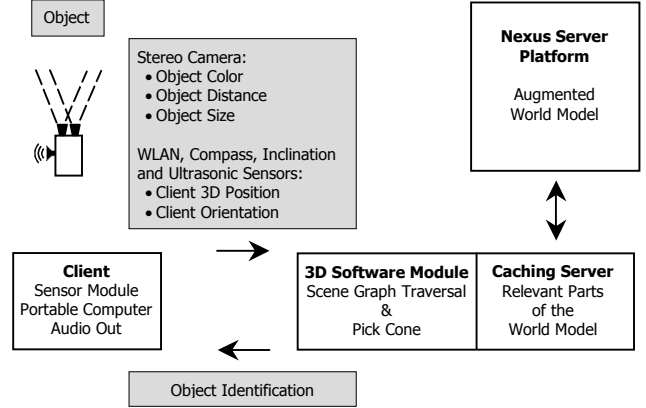 Object
Stereo Camera:
• Object Color
• Object Distance
• Object Size
WLAN, Compass, Inclination
and Ultrasonic Sensors:
• Client 3D Position
• Client Orientation
Nexus Server
Platform
Augmented
World Model
Client
Sensor Module
Portable Computer
Audio Out
3D Software Module
Scene Graph Traversal
&
Pick Cone
Caching Server
Relevant Parts
of the
World Model
Object Identification